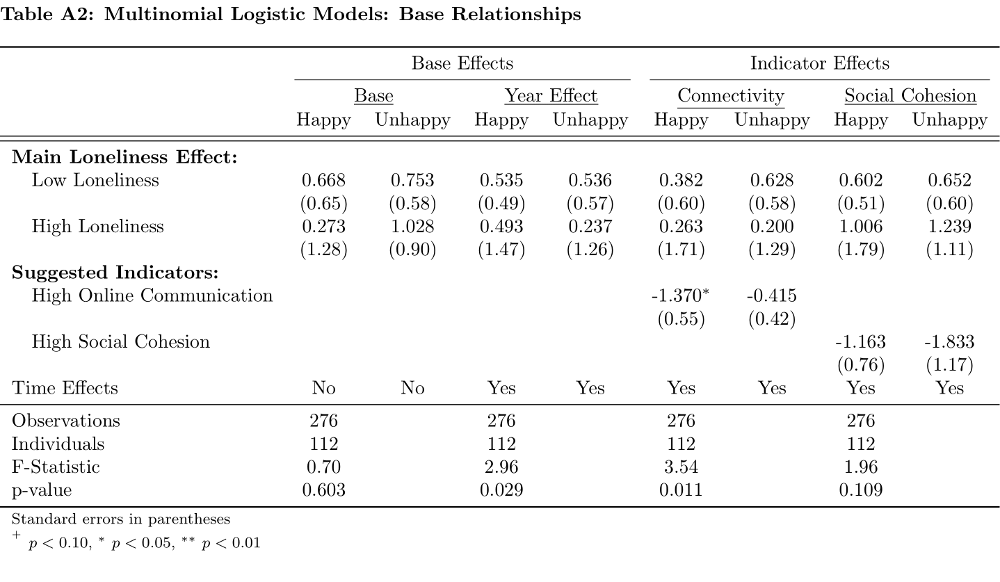 Table A2: Multinomial Logistic Models: Base Relationships
Base Effects Indicator Effects
Base Year Effect Connectivity Social Cohesion
Happy Unhappy Happy Unhappy Happy Unhappy Happy Unhappy
Main Loneliness Effect:
Low Loneliness 0.668 0.753 0.535 0.536 0.382 0.628 0.602 0.652
(0.65) (0.58) (0.49) (0.57) (0.60) (0.58) (0.51) (0.60)
High Loneliness 0.273 1.028 0.493 0.237 0.263 0.200 1.006 1.239
(1.28) (0.90) (1.47) (1.26) (1.71) (1.29) (1.79) (1.11)
Suggested Indicators:
High Online Communication -1.370* -0.415
(0.55) (0.42)
High Social Cohesion -1.163 -1.833
(0.76) (1.17)
Time Effects No No Yes Yes Yes Yes Yes Yes
Observations 276 276 276 276
Individuals 112 112 112 112
F-Statistic 0.70 2.96 3.54 1.96
p-value 0.603 0.029 0.011 0.109
Standard errors in parentheses
+ p < 0.10, * p < 0.05, ** p < 0.01